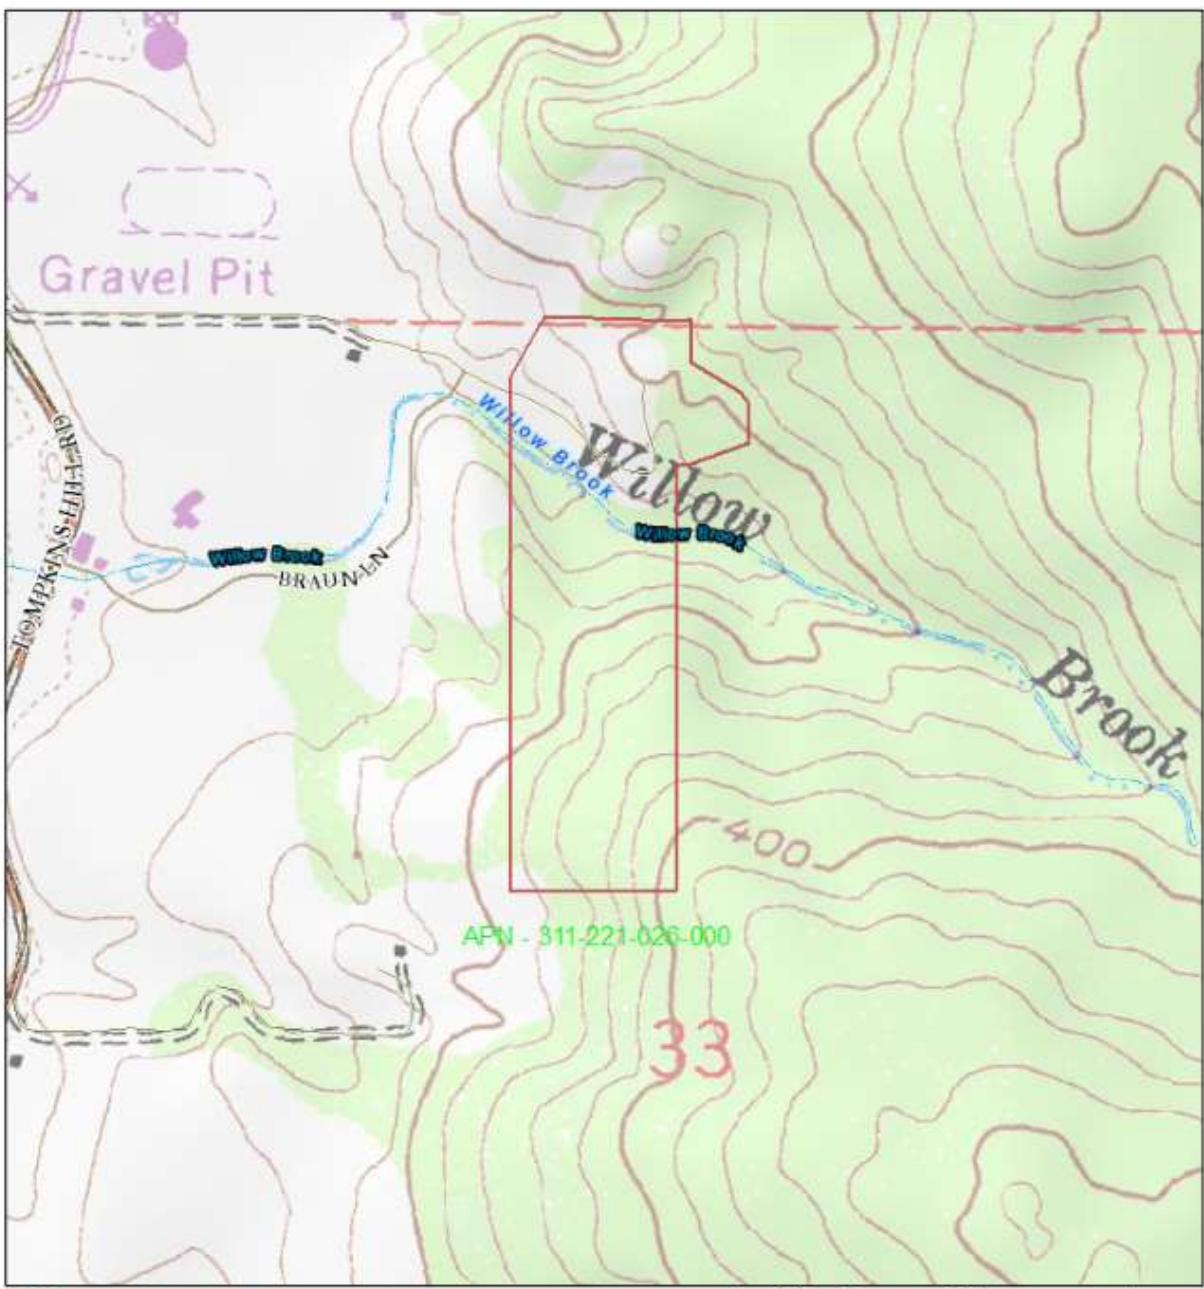 Gravel Pit
Willow Brook
Willow
Willow Brook
Willow Brook
BRAUN LN
TOMPKINS HILL RD
Brook
400
APN - 311-221-026-000
33